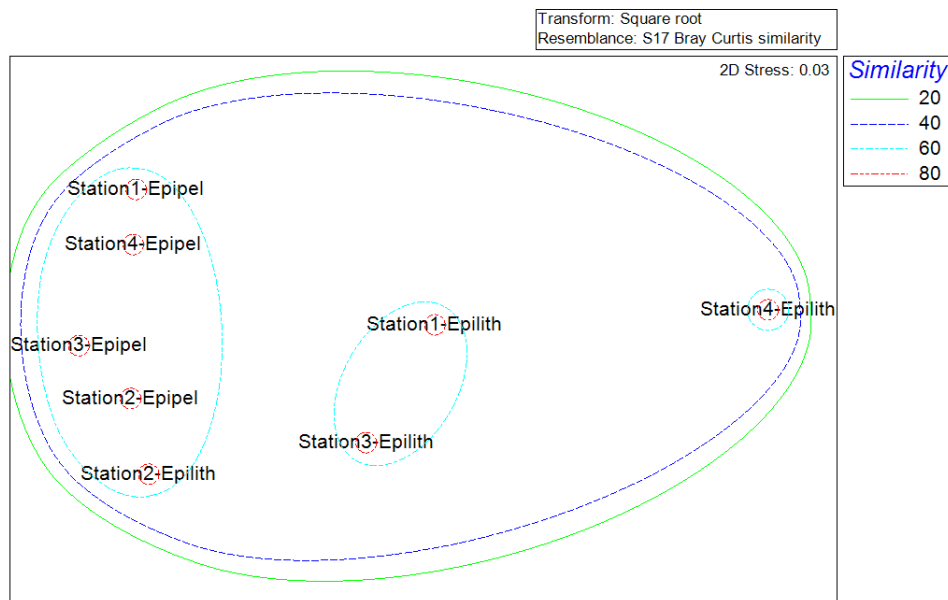 Transform: Square root
Resemblance: S17 Bray Curtis similarity
2D Stress: 0.03
Similarity
20
40
60
80
Station1-Epipel
Station4-Epipel
Station3-Epipel
Station2-Epipel
Station2-Epilith
Station1-Epilith
Station3-Epilith
Station4-Epilith